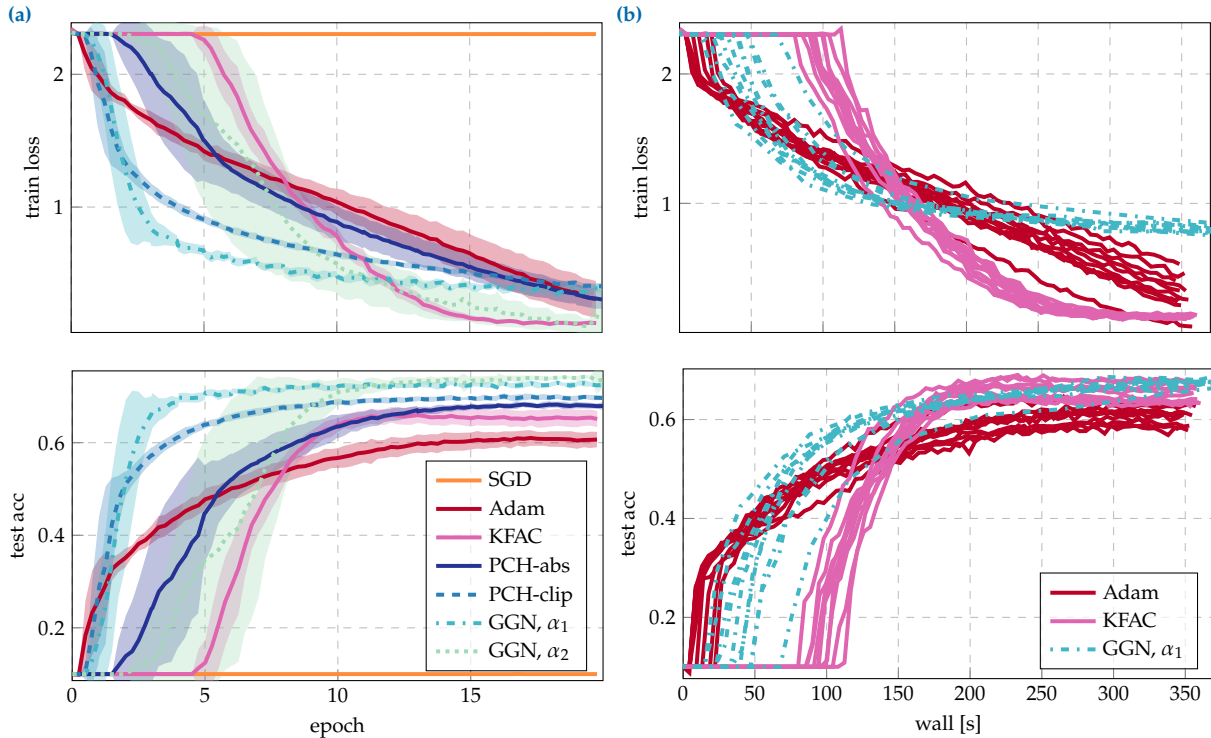 (a)
2
1
train loss
0.6
0.4
0.2
test acc
SGD
Adam
KFAC
PCH-abs
PCH-clip
GGN, α₁
GGN, α₂
0
5
10
15
epoch
(b)
2
1
train loss
0.6
0.4
0.2
test acc
Adam
KFAC
GGN, α₁
0
50
100
150
200
250
300
350
wall [s]